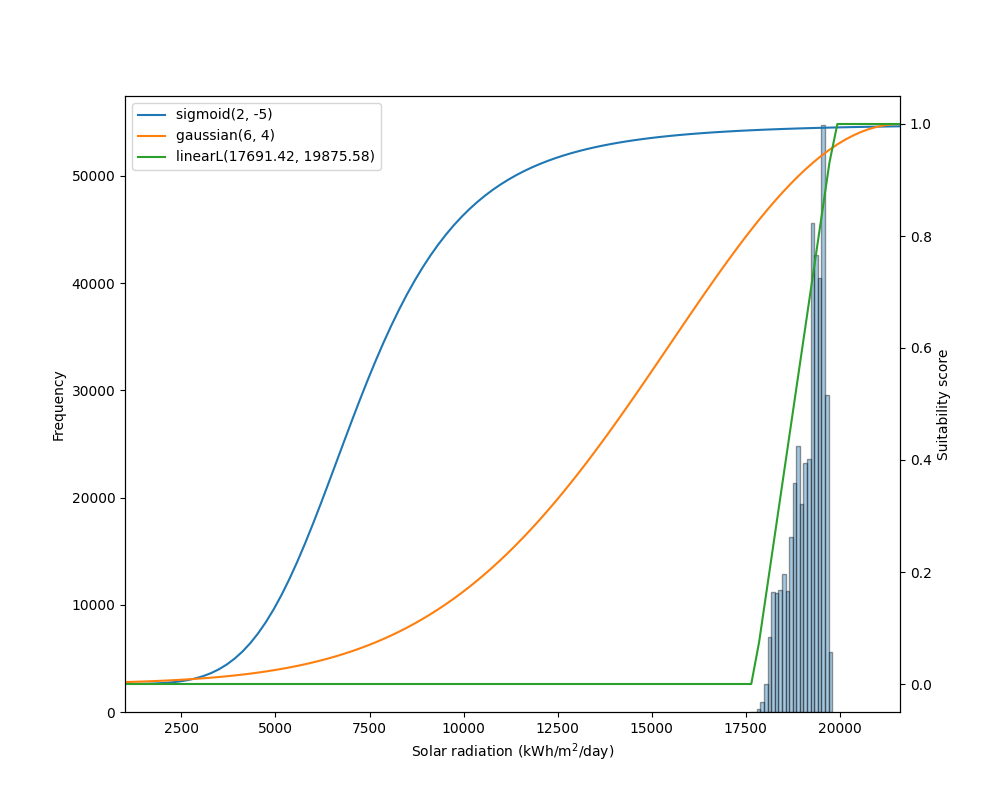 sigmoid(2, -5)
gaussian(6, 4)
linearL(17691.42, 19875.58)
50000
40000
30000
20000
10000
0
Frequency
1.0
0.8
0.6
0.4
0.2
0.0
Suitability score
2500 5000 7500 10000 12500 15000 17500 20000
Solar radiation (kWh/m²/day)